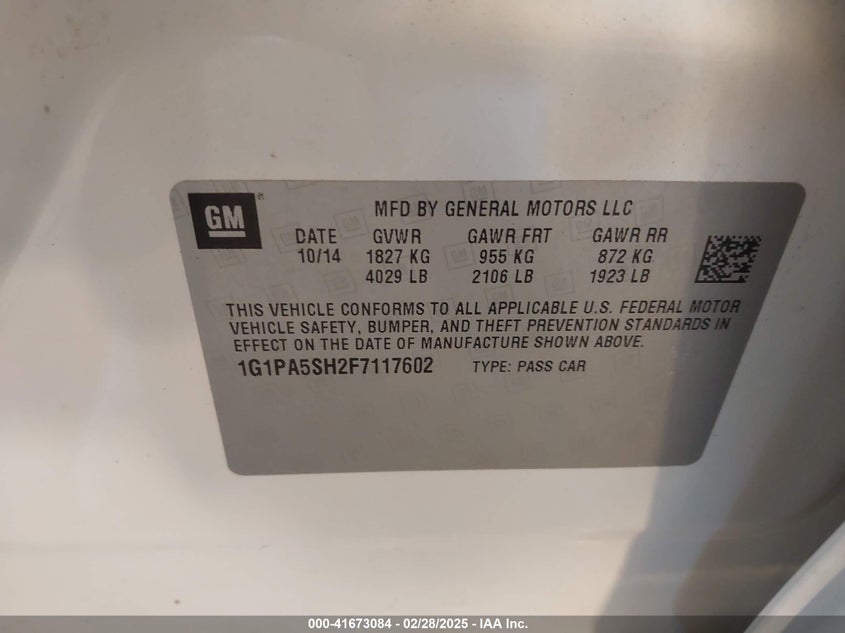 GM
MFD BY GENERAL MOTORS LLC
DATE GVWR GAWR FRT GAWR RR
10/14 1827 KG 955 KG 872 KG
4029 LB 2106 LB 1923 LB
THIS VEHICLE CONFORMS TO ALL APPLICABLE U.S. FEDERAL MOTOR
VEHICLE SAFETY, BUMPER, AND THEFT PREVENTION STANDARDS IN
EFFECT ON THE DATE OF MANUFACTURE SHOWN ABOVE.
1G1PA5SH2F7117602 TYPE: PASS CAR
000-41673084 / 02/28/2025 - IAA Inc.